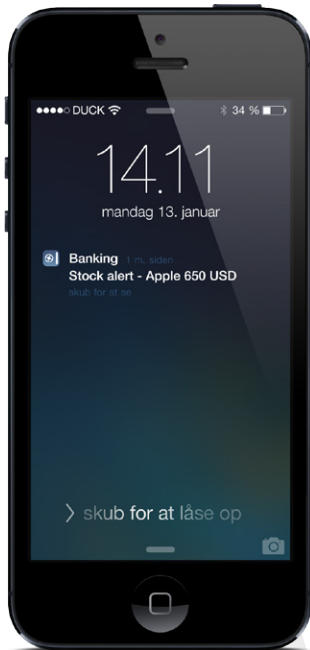 DUCK 34 %
14.11
mandag 13. januar
Banking 1 m. siden
Stock alert - Apple 650 USD
skub for at se
skub for at låse op